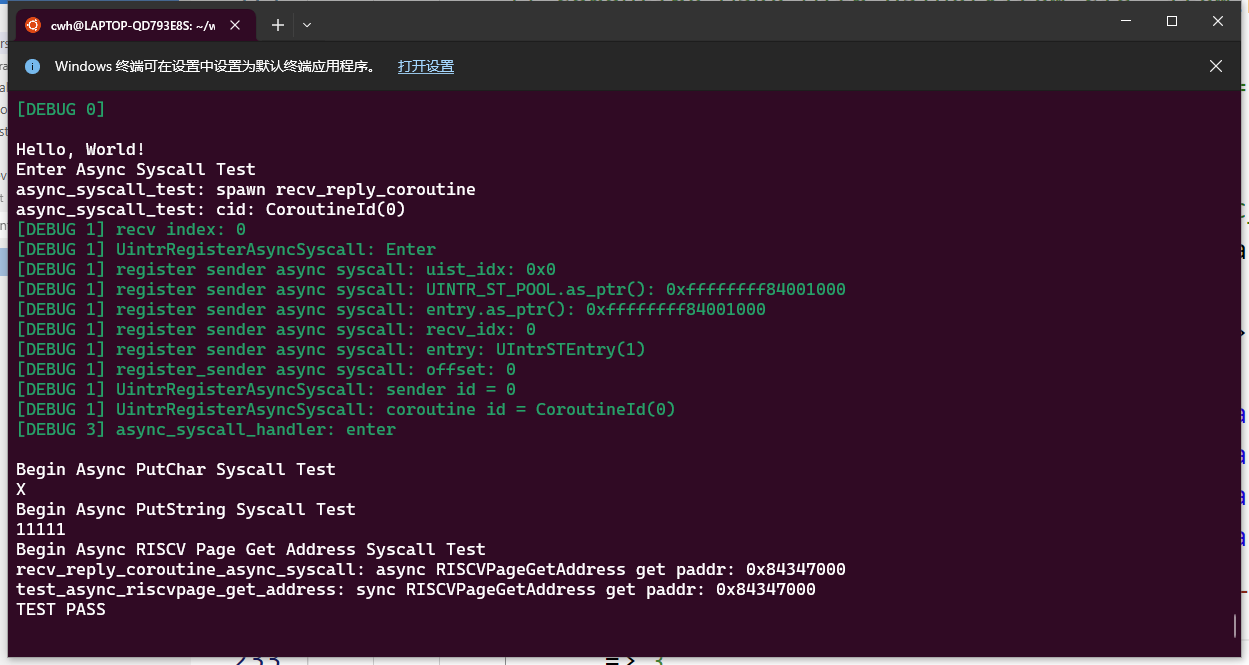 cwh@LAPTOP-QD793E8S: ~/w
Windows 终端可在设置中设置为默认终端应用程序。 打开设置
[DEBUG 0]
Hello, World!
Enter Async Syscall Test
async_syscall_test: spawn recv_reply_coroutine
async_syscall_test: cid: CoroutineId(0)
[DEBUG 1] recv index: 0
[DEBUG 1] UintrRegisterAsyncSyscall: Enter
[DEBUG 1] register sender async syscall: uist_idx: 0x0
[DEBUG 1] register sender async syscall: UINTR_ST_POOL.as_ptr(): 0xffffffff84001000
[DEBUG 1] register sender async syscall: entry.as_ptr(): 0xffffffff84001000
[DEBUG 1] register sender async syscall: recv_idx: 0
[DEBUG 1] register sender async syscall: entry: UIntrSTEntry(1)
[DEBUG 1] register_sender async syscall: offset: 0
[DEBUG 1] UintrRegisterAsyncSyscall: sender id = 0
[DEBUG 1] UintrRegisterAsyncSyscall: coroutine id = CoroutineId(0)
[DEBUG 3] async_syscall_handler: enter
Begin Async PutChar Syscall Test
X
Begin Async PutString Syscall Test
11111
Begin Async RISCV Page Get Address Syscall Test
recv_reply_coroutine_async_syscall: async RISCVPageGetAddress get paddr: 0x84347000
test_async_riscvpage_get_address: sync RISCVPageGetAddress get paddr: 0x84347000
TEST PASS